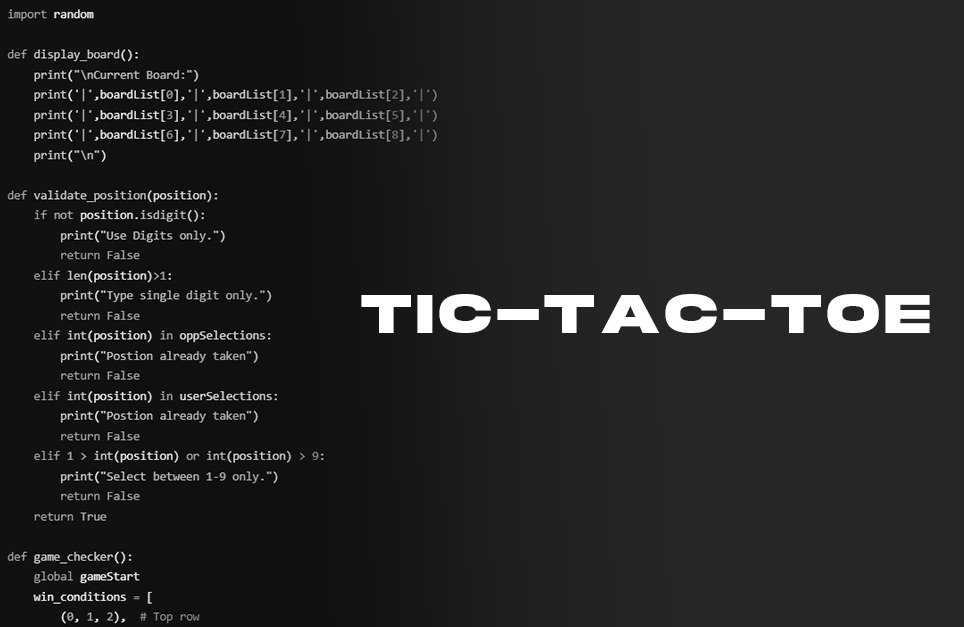 import random
def display_board():
    print("\nCurrent Board:")
    print('|',boardList[0],'|',boardList[1],'|',boardList[2],'|')
    print('|',boardList[3],'|',boardList[4],'|',boardList[5],'|')
    print('|',boardList[6],'|',boardList[7],'|',boardList[8],'|')
    print("\n")
def validate_position(position):
    if not position.isdigit():
        print("Use Digits only.")
        return False
    elif len(position)>1:
        print("Type single digit only.")
        return False
    elif int(position) in oppSelections:
        print("Postion already taken")
        return False
    elif int(position) in userSelections:
        print("Postion already taken")
        return False
    elif 1 > int(position) or int(position) > 9:
        print("Select between 1-9 only.")
        return False
    return True
def game_checker():
    global gameStart
    win_conditions = [
        (0, 1, 2),  # Top row
TIC-TAC-TOE